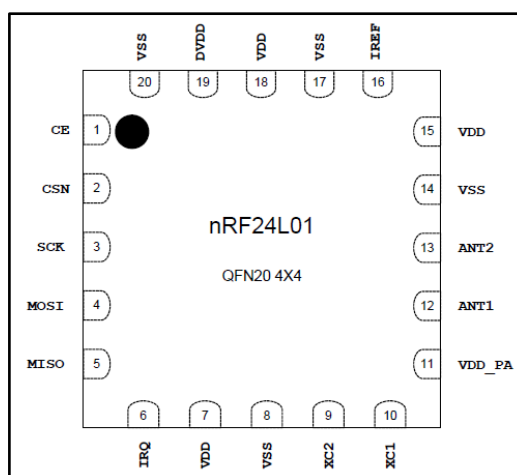 VSS DVDD VDD VSS IREF
20 19 18 17 16
CE 1 15 VDD
CSN 2 14 VSS
nRF24L01
SCK 3 13 ANT2
QFN20 4X4
MOSI 4 12 ANT1
MISO 5 11 VDD_PA
6 7 8 9 10
IRQ VDD VSS XC2 XC1